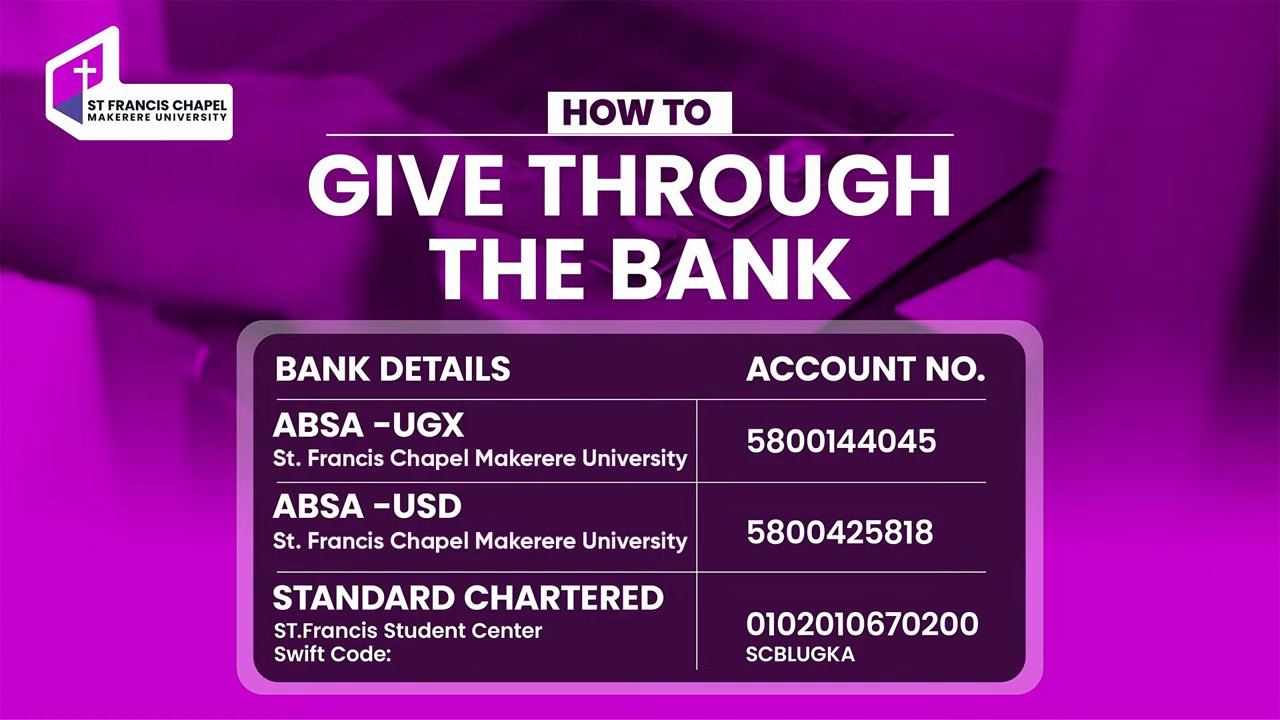 ST FRANCIS CHAPEL
MAKERERE UNIVERSITY
HOW TO
GIVE THROUGH
THE BANK
BANK DETAILS
ACCOUNT NO.
ABSA -UGX
St. Francis Chapel Makerere University
5800144045
ABSA -USD
St. Francis Chapel Makerere University
5800425818
STANDARD CHARTERED
ST.Francis Student Center
0102010670200
Swift Code:
SCBLUGKA